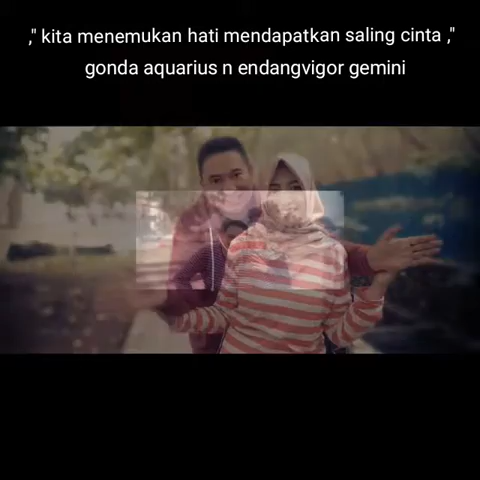 ," kita menemukan hati mendapatkan saling cinta ,"
gonda aquarius n endangvigor gemini